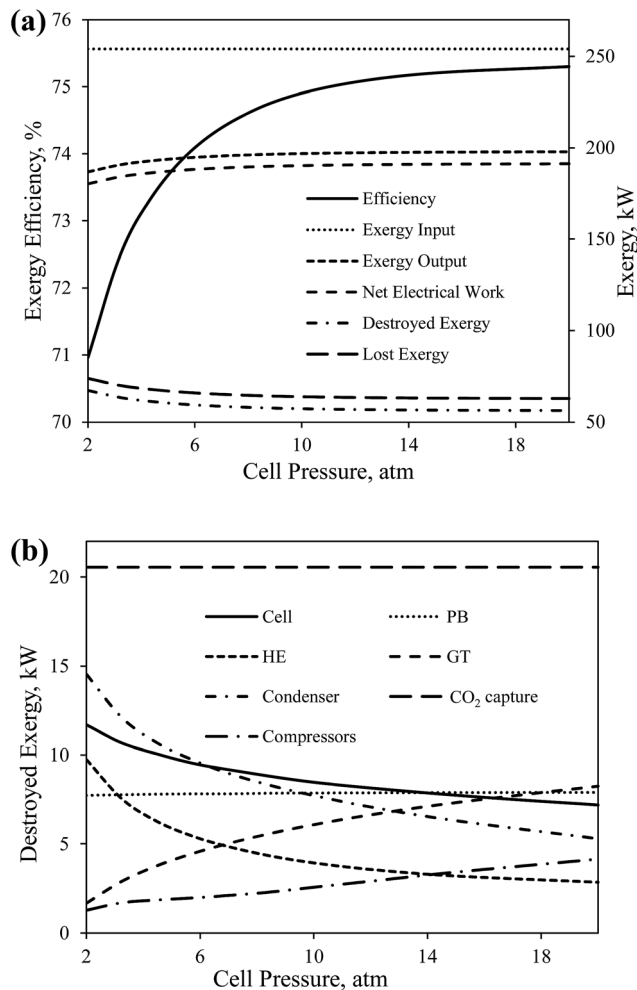 (a)
76
75
74
73
72
71
70
Exergy Efficiency, %
250
200
150
100
50
Exergy, kW
Efficiency
Exergy Input
Exergy Output
Net Electrical Work
Destroyed Exergy
Lost Exergy
2 6 10 14 18
Cell Pressure, atm
(b)
20
15
10
5
0
Destroyed Exergy, kW
Cell PB
HE GT
Condenser CO₂ capture
Compressors
2 6 10 14 18
Cell Pressure, atm